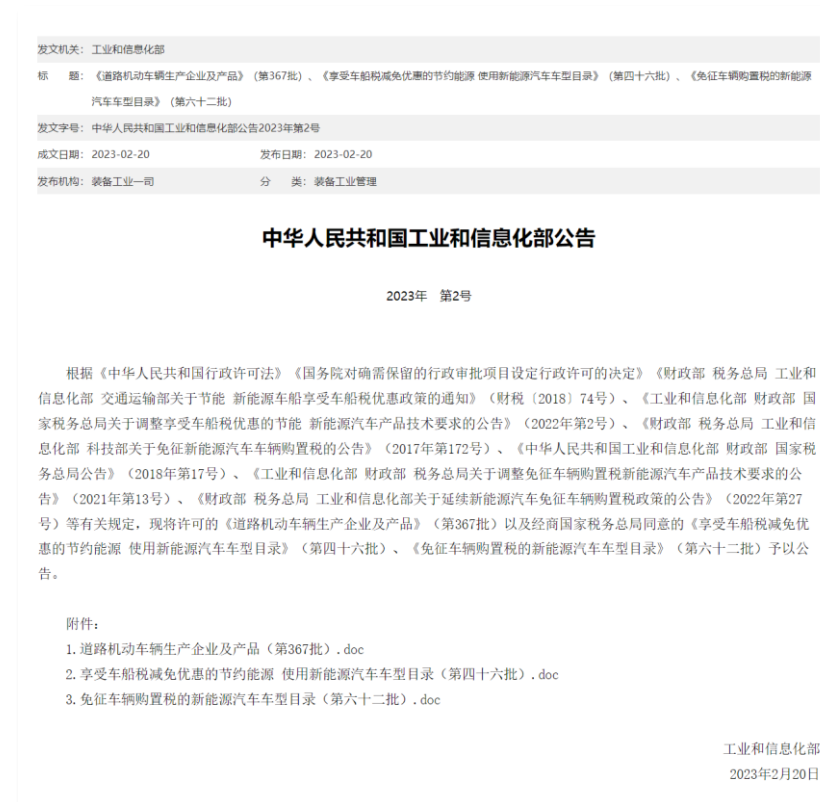 发文机关： 工业和信息化部
标　　题： 《道路机动车辆生产企业及产品》（第367批）、《享受车船税减免优惠的节约能源 使用新能源汽车车型目录》（第四十六批）、《免征车辆购置税的新能源
汽车车型目录》（第六十二批）
发文字号： 中华人民共和国工业和信息化部公告2023年第2号
成文日期： 2023-02-20 发布日期： 2023-02-20
发布机构： 装备工业一司 分　　类： 装备工业管理
中华人民共和国工业和信息化部公告
2023年　第2号
根据《中华人民共和国行政许可法》《国务院对确需保留的行政审批项目设定行政许可的决定》《财政部 税务总局 工业和
信息化部 交通运输部关于节能 新能源车船享受车船税优惠政策的通知》（财税〔2018〕74号）、《工业和信息化部 财政部 国
家税务总局关于调整享受车船税优惠的节能 新能源汽车产品技术要求的公告》（2022年第2号）、《财政部 税务总局 工业和信
息化部 科技部关于免征新能源汽车车辆购置税的公告》（2017年第172号）、《中华人民共和国工业和信息化部 财政部 国家税
务总局公告》（2018年第17号）、《工业和信息化部 财政部 税务总局关于调整免征车辆购置税新能源汽车产品技术要求的公
告》（2021年第13号）、《财政部 税务总局 工业和信息化部关于延续新能源汽车免征车辆购置税政策的公告》（2022年第27
号）等有关规定，现将许可的《道路机动车辆生产企业及产品》（第367批）以及经商国家税务总局同意的《享受车船税减免优
惠的节约能源 使用新能源汽车车型目录》（第四十六批）、《免征车辆购置税的新能源汽车车型目录》（第六十二批）予以公
告。
附件：
1.道路机动车辆生产企业及产品（第367批）.doc
2.享受车船税减免优惠的节约能源 使用新能源汽车车型目录（第四十六批）.doc
3.免征车辆购置税的新能源汽车车型目录（第六十二批）.doc
工业和信息化部
2023年2月20日